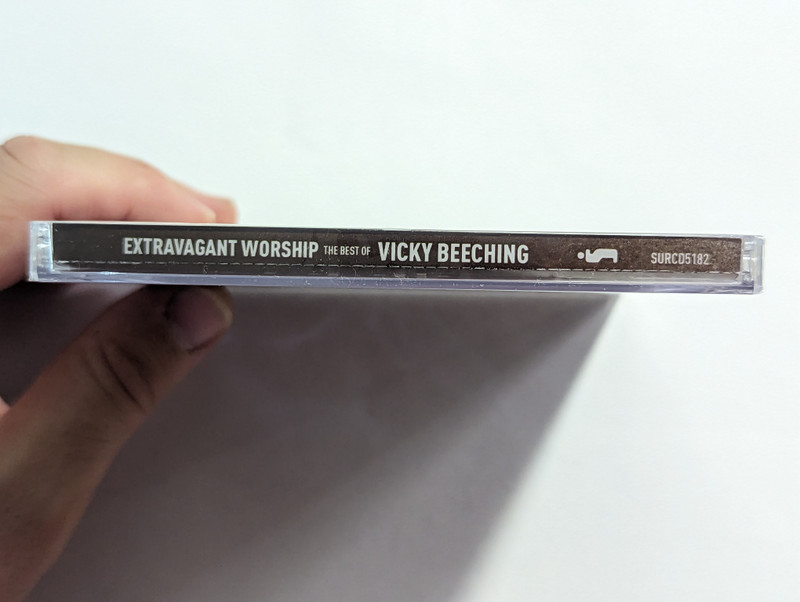 EXTRAVAGANT WORSHIP THE BEST OF VICKY BEECHING SURCD5182